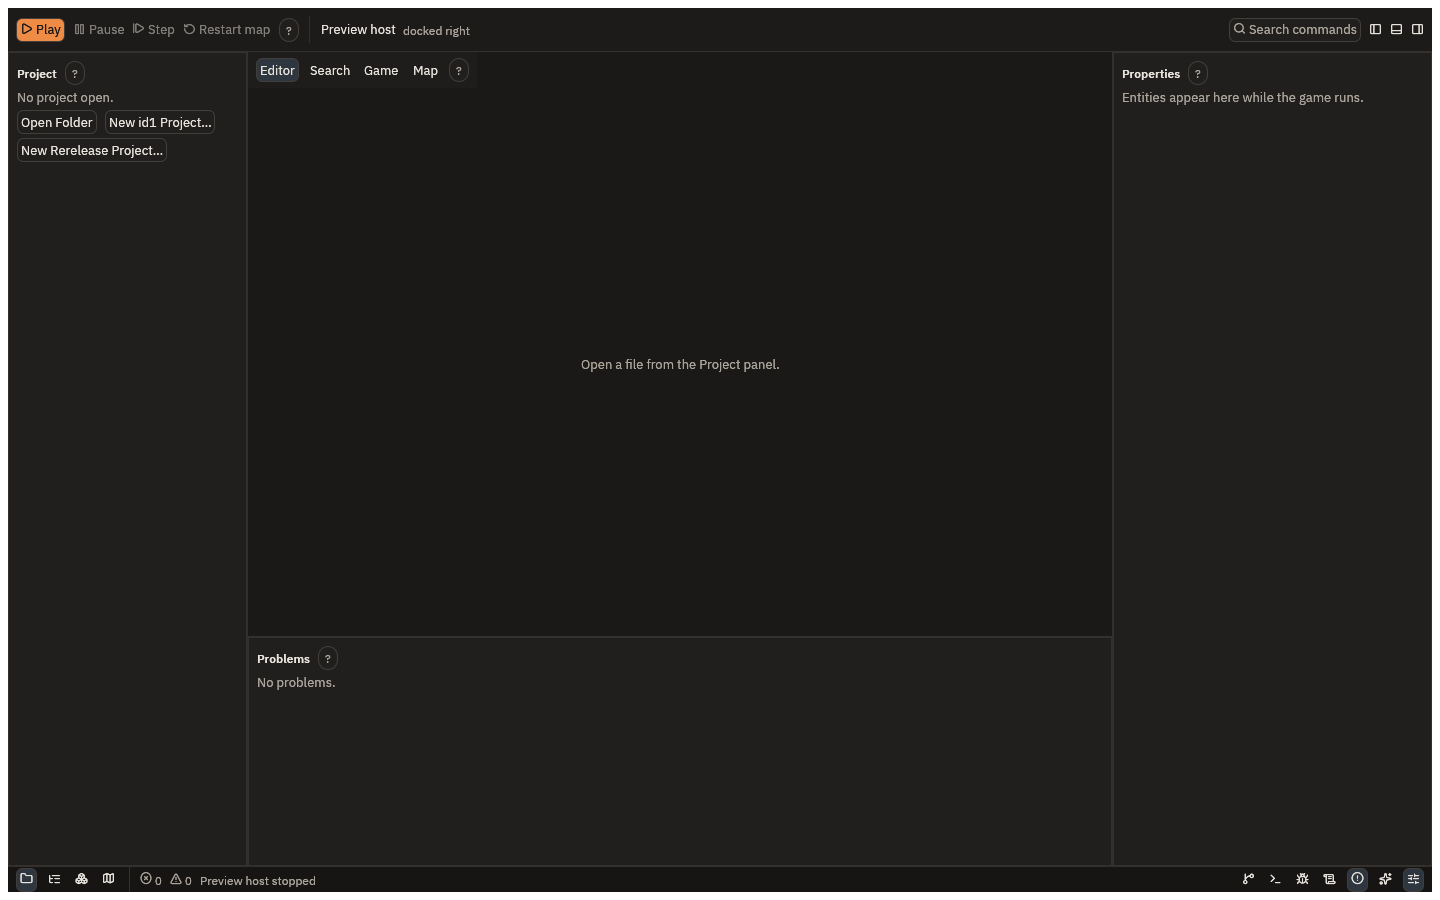 Play Pause Step Restart map ? Preview host docked right Search commands
Project ?
No project open.
Open Folder New id1 Project...
New Rerelease Project...
Editor Search Game Map ?
Open a file from the Project panel.
Problems ?
No problems.
Properties ?
Entities appear here while the game runs.
0 0 Preview host stopped